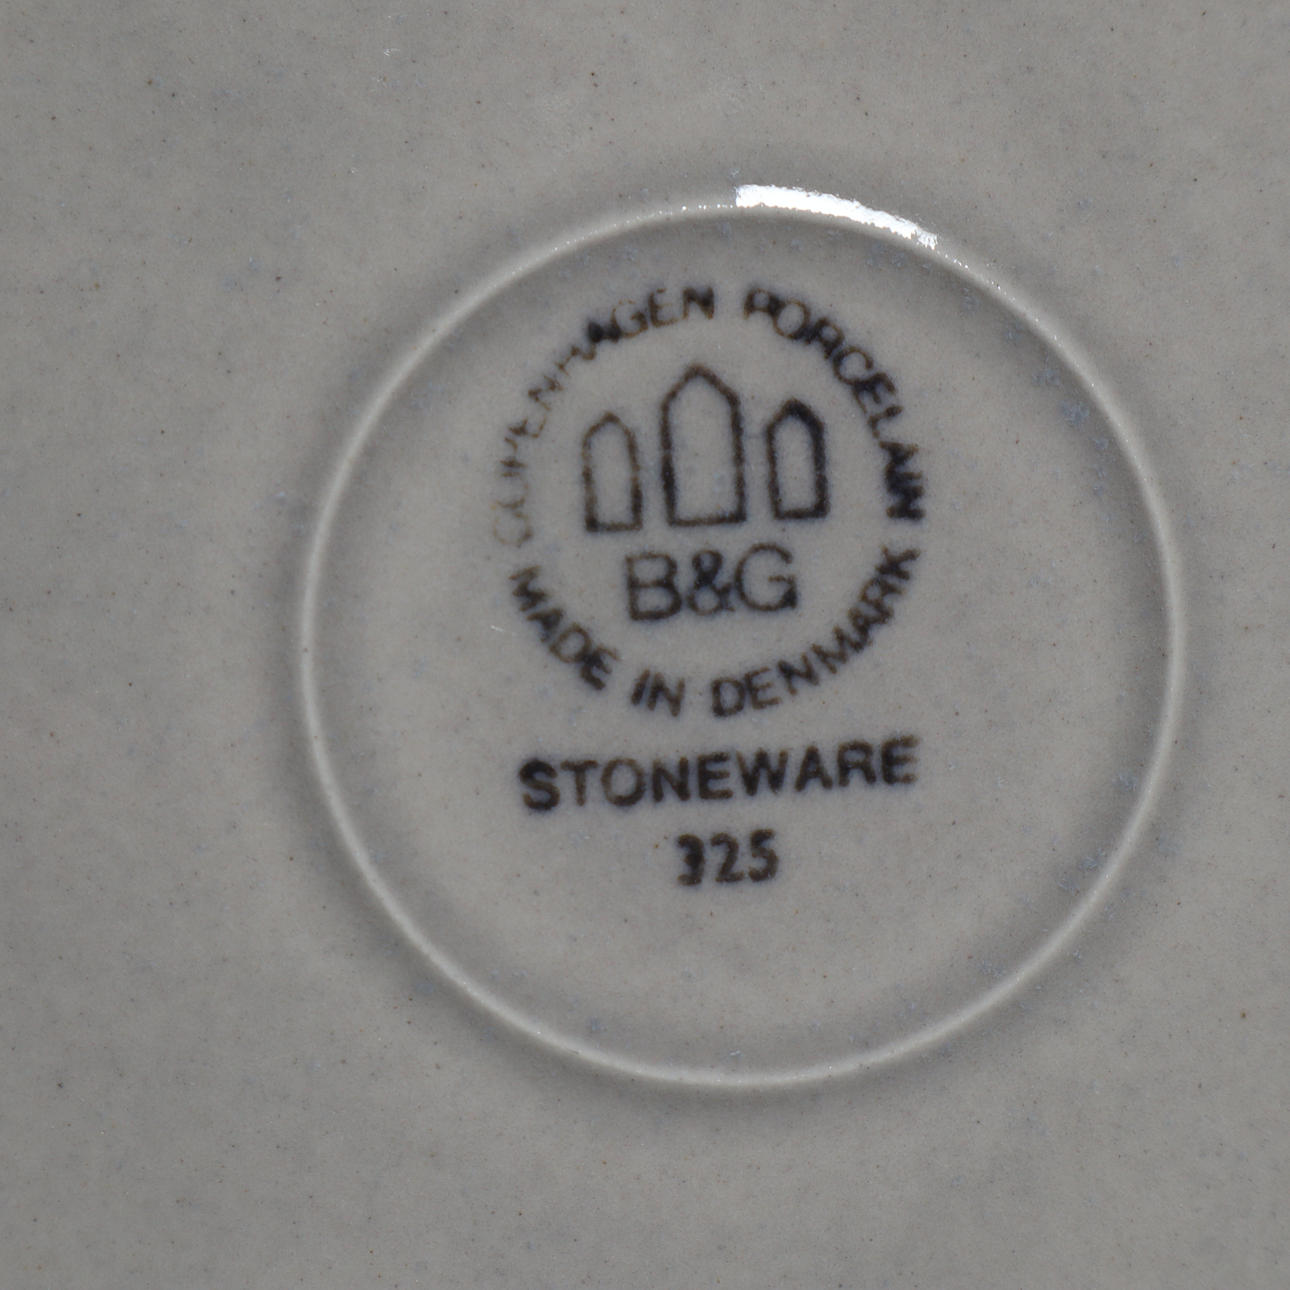 COPENHAGEN PORCELAIN
B&G
MADE IN DENMARK
STONEWARE
325